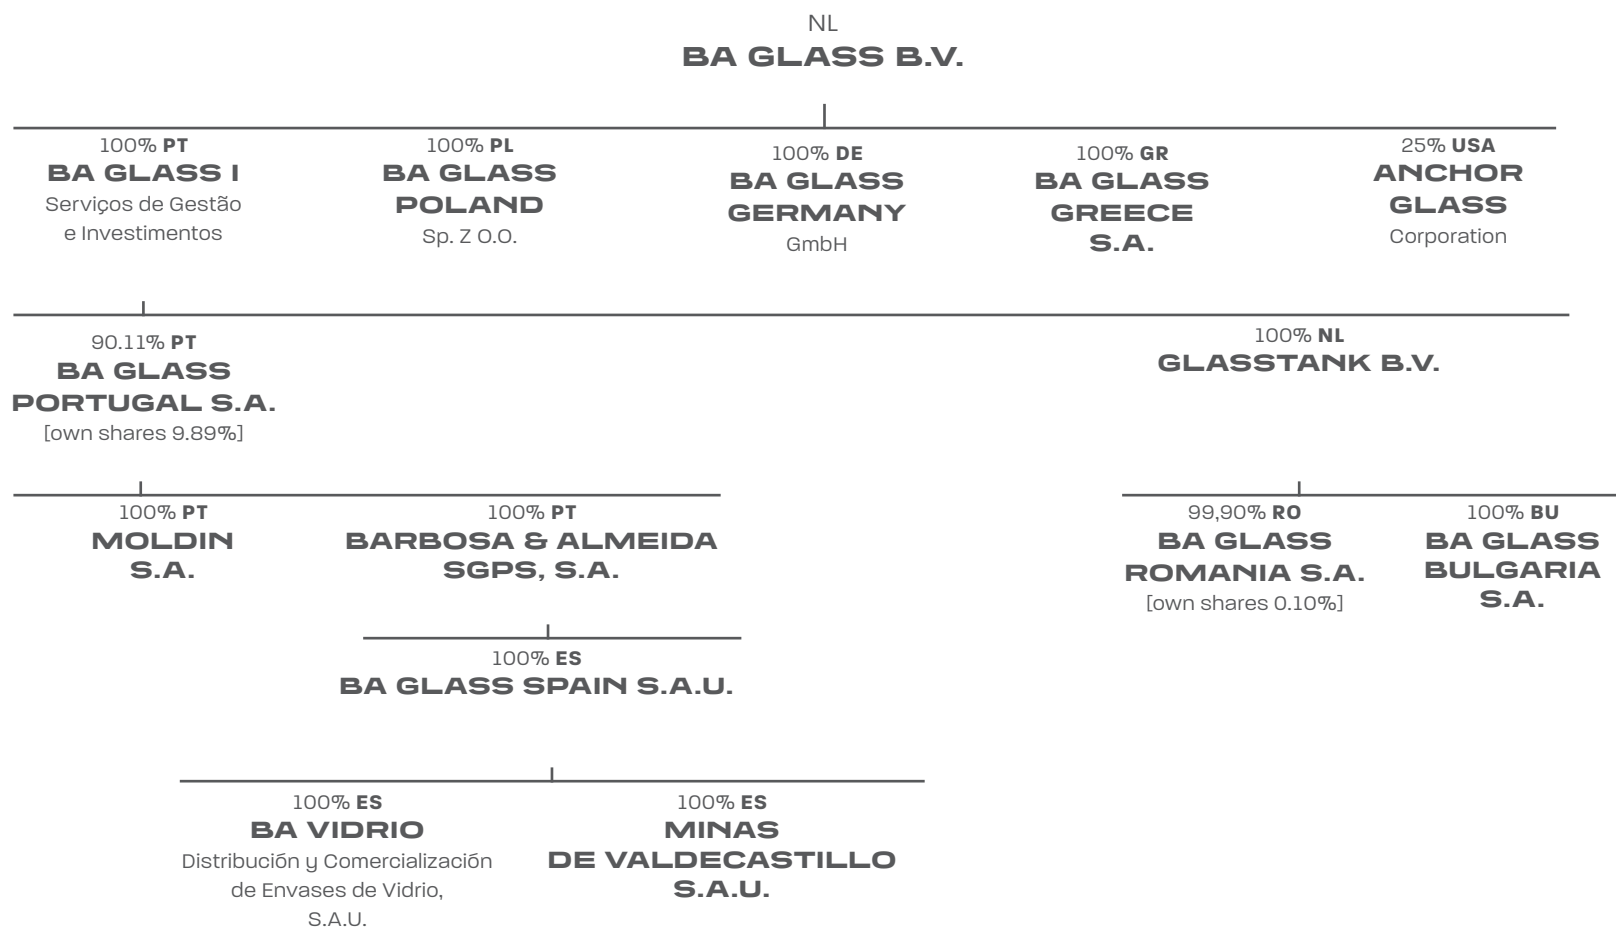 NL
BA GLASS B.V.
100% PT
BA GLASS I
Serviços de Gestão
e Investimentos
100% PL
BA GLASS
POLAND
Sp. Z O.O.
100% DE
BA GLASS
GERMANY
GmbH
100% GR
BA GLASS
GREECE
S.A.
25% USA
ANCHOR
GLASS
Corporation
90.11% PT
BA GLASS
PORTUGAL S.A.
[own shares 9.89%]
100% NL
GLASSTANK B.V.
100% PT
MOLDIN
S.A.
100% PT
BARBOSA & ALMEIDA
SGPS, S.A.
99,90% RO
BA GLASS
ROMANIA S.A.
[own shares 0.10%]
100% BU
BA GLASS
BULGARIA
S.A.
100% ES
BA GLASS SPAIN S.A.U.
100% ES
BA VIDRIO
Distribución y Comercialización
de Envases de Vidrio,
S.A.U.
100% ES
MINAS
DE VALDECASTILLO
S.A.U.